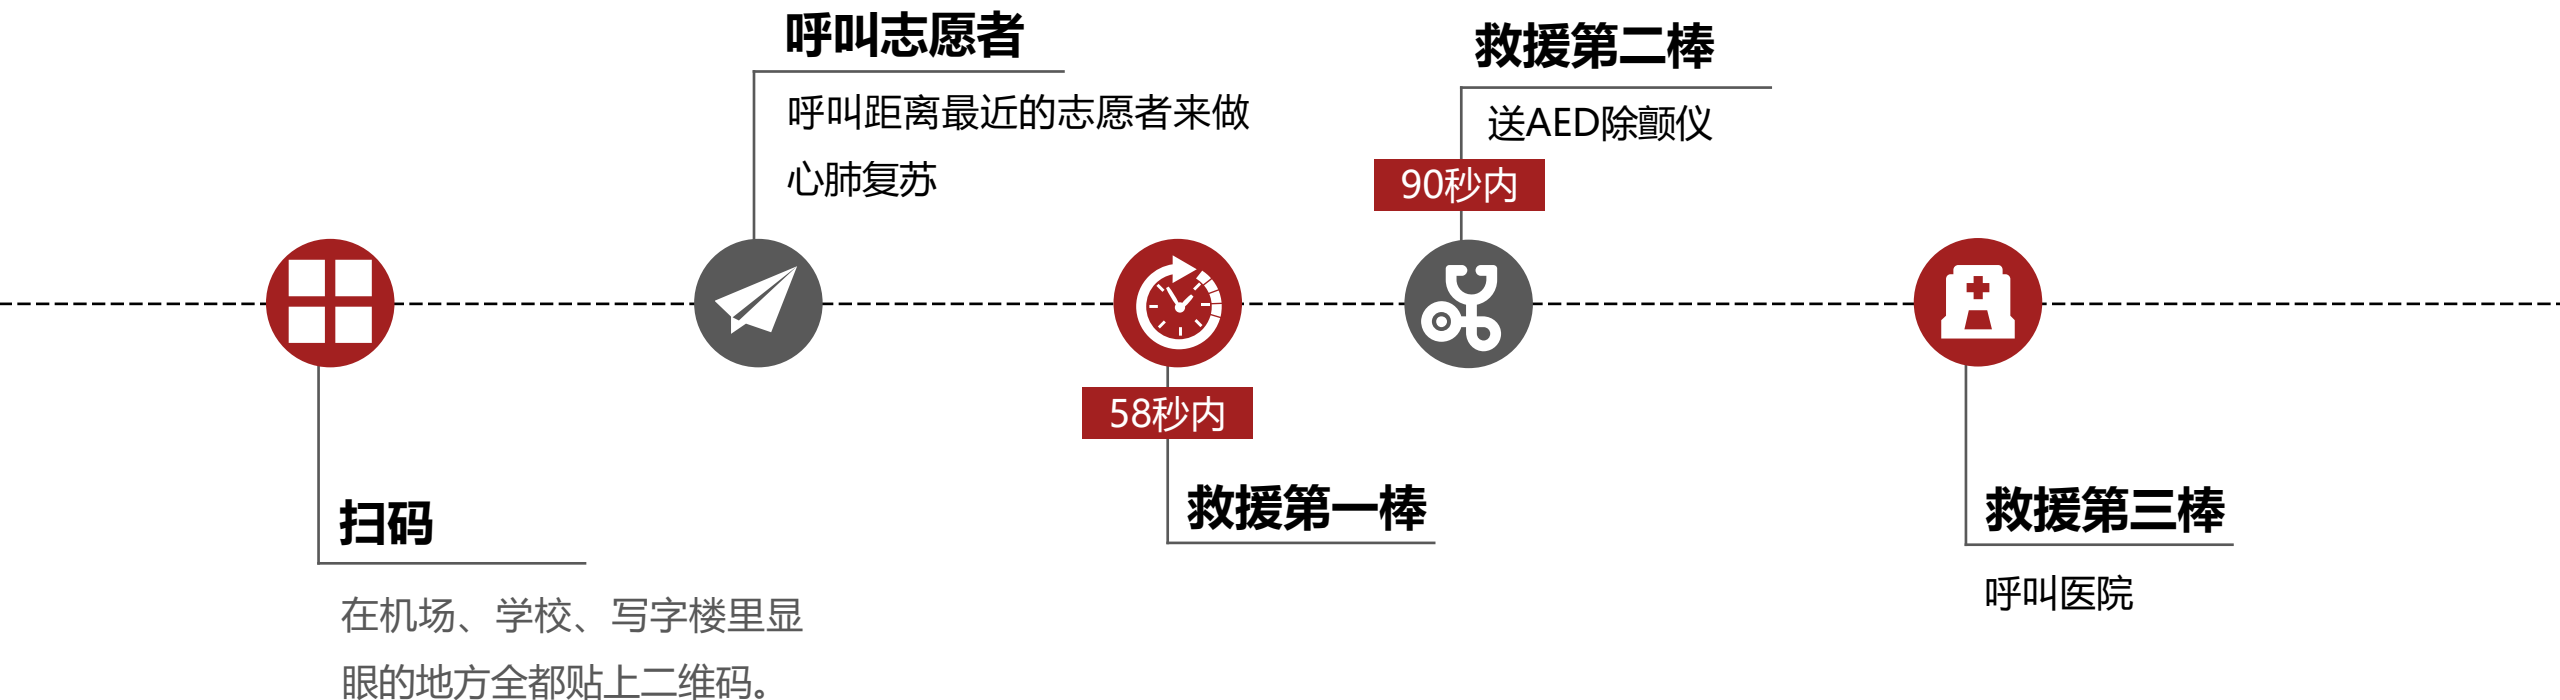 呼叫志愿者
呼叫距离最近的志愿者来做
心肺复苏
救援第二棒
送AED除颤仪
90秒内
58秒内
扫码
在机场、学校、写字楼里显
眼的地方全都贴上二维码。
救援第一棒
救援第三棒
呼叫医院